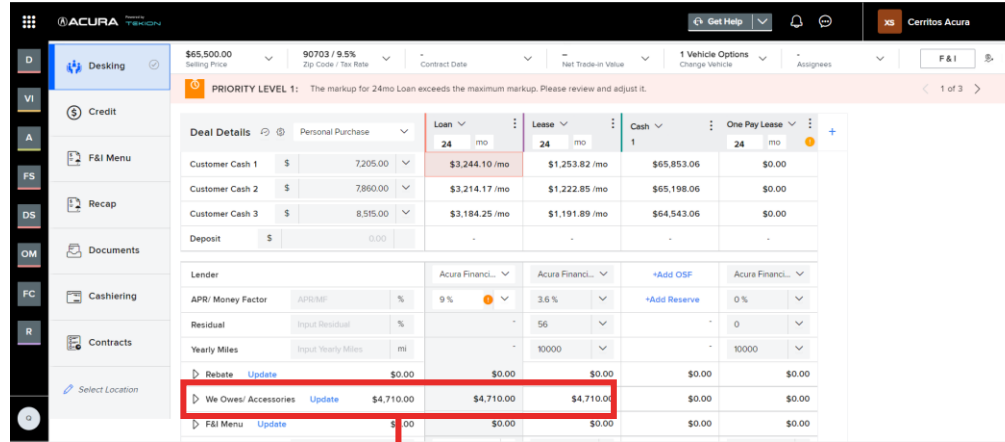 ACURA Powered by TEKION Get Help XS Cerritos Acura
$65,500.00 90703 / 9.5% - – 1 Vehicle Options -
Selling Price Zip Code / Tax Rate Contract Date Net Trade-in Value Change Vehicle Assignees F & I
D Desking
PRIORITY LEVEL 1: The markup for 24mo Loan exceeds the maximum markup. Please review and adjust it. 1 of 3
VI Credit
Deal Details Personal Purchase Loan Lease Cash One Pay Lease +
24 mo 24 mo 1 24 mo
A F&I Menu
Customer Cash 1 $ 7,205.00 $3,244.10 /mo $1,253.82 /mo $65,853.06 $0.00
FS
Customer Cash 2 $ 7,860.00 $3,214.17 /mo $1,222.85 /mo $65,198.06 $0.00
Recap
DS Customer Cash 3 $ 8,515.00 $3,184.25 /mo $1,191.89 /mo $64,543.06 $0.00
Deposit $ 0.00 - - - -
OM Documents
Lender Acura Financi... Acura Financi... +Add OSF Acura Financi...
FC Cashiering APR/ Money Factor APR/MF % 9 % 3.6 % +Add Reserve 0 %
Residual Input Residual % - 56 - 0
R Contracts
Yearly Miles Input Yearly Miles mi - 10000 - 10000
Rebate Update $0.00 $0.00 $0.00 $0.00 $0.00
Select Location
We Owes/ Accessories Update $4,710.00 $4,710.00 $4,710.00 $0.00 $0.00
Q F&I Menu Update $0.00 $0.00 $0.00 $0.00 $0.00